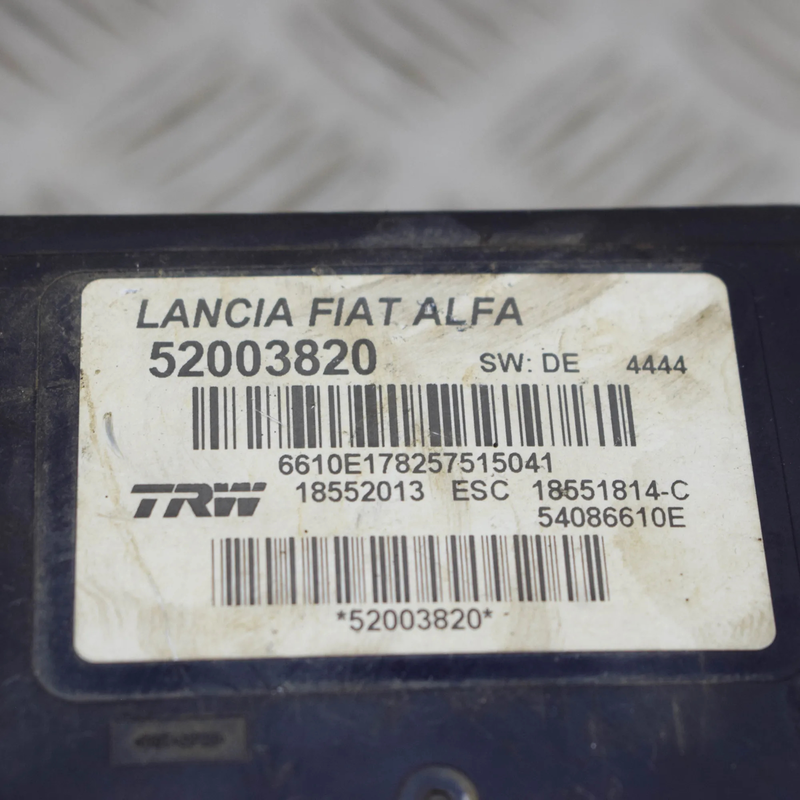 LANCIA FIAT ALFA
52003820 SW: DE 4444
6610E178257515041
TRW 18552013 ESC 18551814-C
54086610E
*52003820*